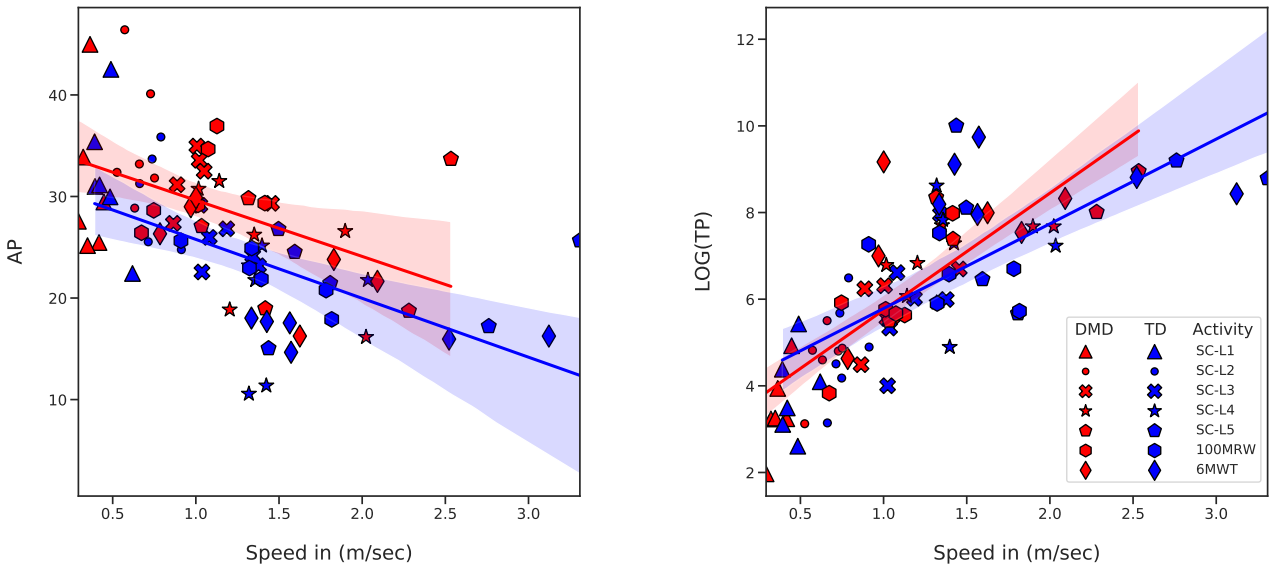 40
30
20
10
AP
0.5 1.0 1.5 2.0 2.5 3.0
Speed in (m/sec)
12
10
8
6
4
2
LOG(TP)
0.5 1.0 1.5 2.0 2.5 3.0
Speed in (m/sec)
DMD TD Activity
SC-L1
SC-L2
SC-L3
SC-L4
SC-L5
100MRW
6MWT